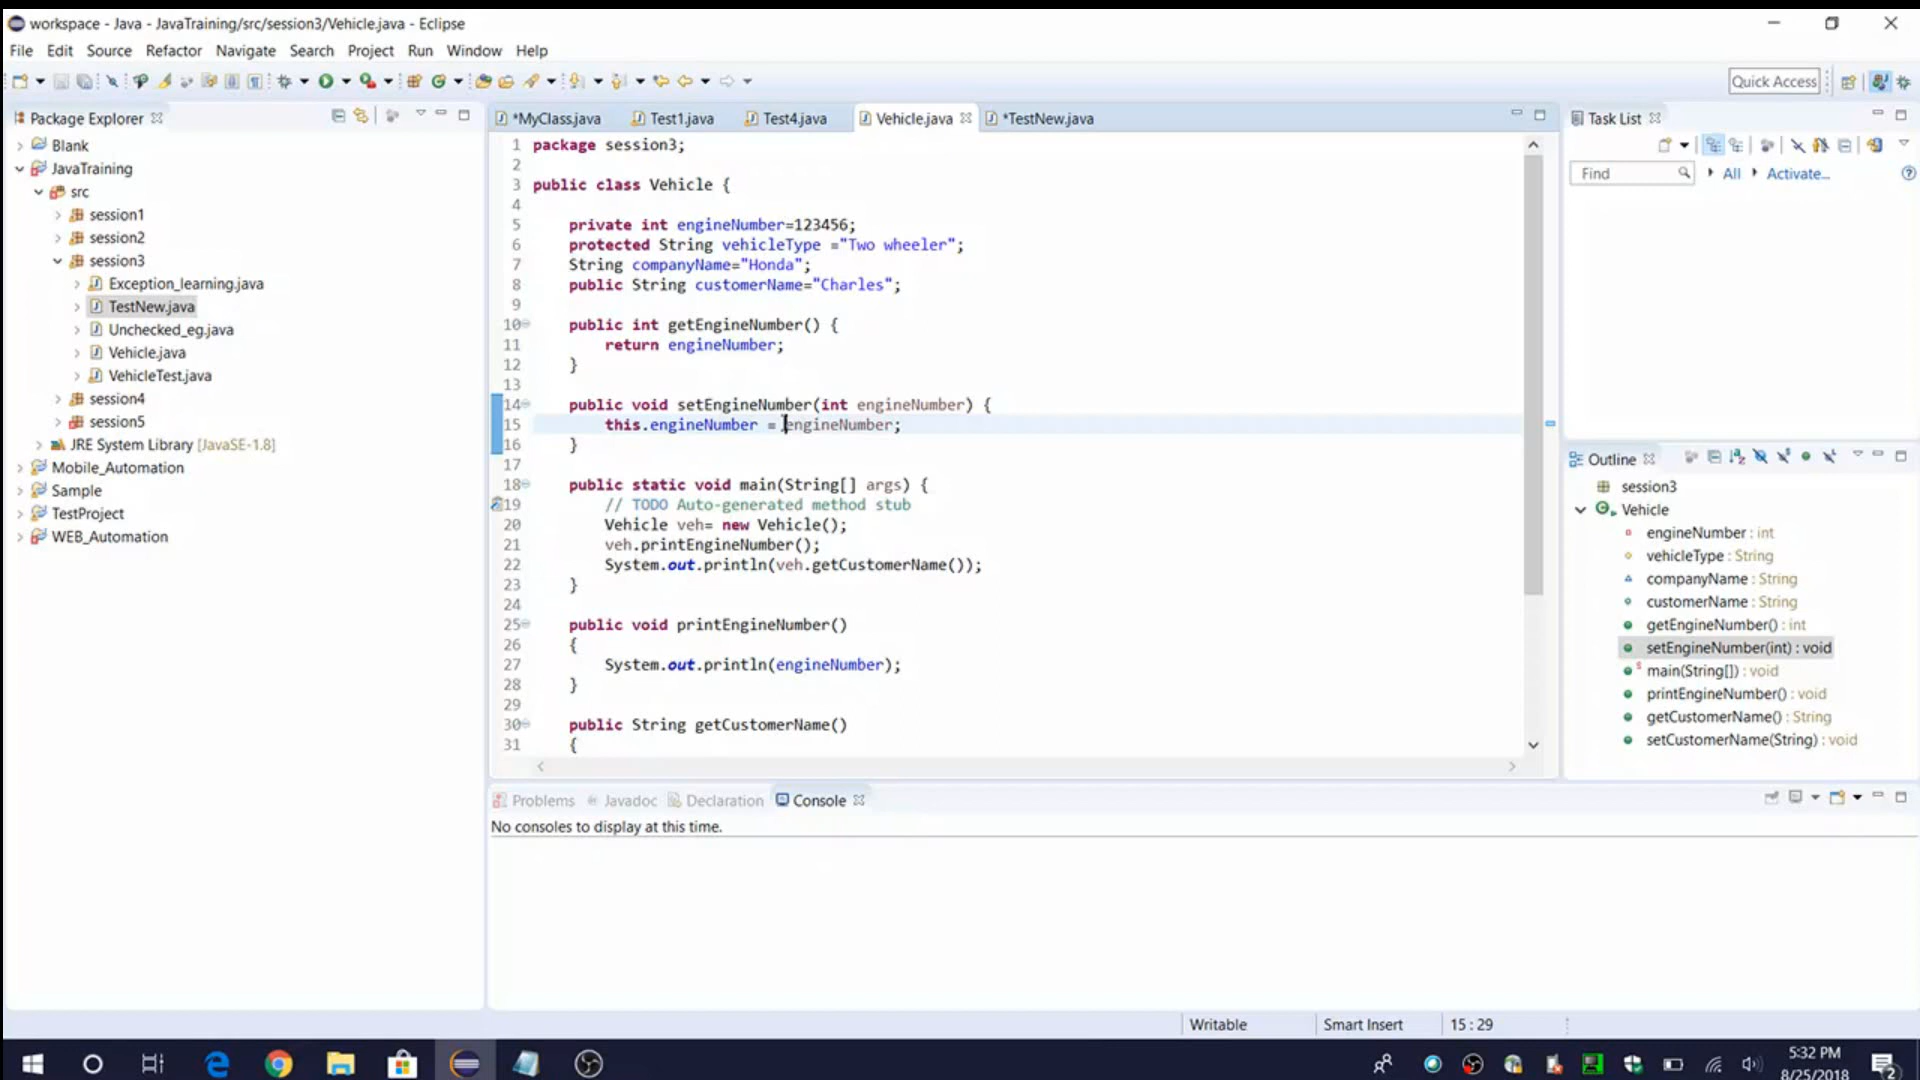 workspace - Java - JavaTraining/src/session3/Vehicle.java - Eclipse
File Edit Source Refactor Navigate Search Project Run Window Help
Quick Access
Package Explorer
Blank
JavaTraining
src
session1
session2
session3
Exception_learning.java
TestNew.java
Unchecked_eg.java
Vehicle.java
VehicleTest.java
session4
session5
JRE System Library [JavaSE-1.8]
Mobile_Automation
Sample
TestProject
WEB_Automation
*MyClass.java Test1.java Test4.java Vehicle.java *TestNew.java
1 package session3;
2
3 public class Vehicle {
4
5 private int engineNumber=123456;
6 protected String vehicleType ="Two wheeler";
7 String companyName="Honda";
8 public String customerName="Charles";
9
10 public int getEngineNumber() {
11 return engineNumber;
12 }
13
14 public void setEngineNumber(int engineNumber) {
15 this.engineNumber = engineNumber;
16 }
17
18 public static void main(String[] args) {
19 // TODO Auto-generated method stub
20 Vehicle veh= new Vehicle();
21 veh.printEngineNumber();
22 System.out.println(veh.getCustomerName());
23 }
24
25 public void printEngineNumber()
26 {
27 System.out.println(engineNumber);
28 }
29
30 public String getCustomerName()
31 {
Task List
Find All Activate...
Outline
session3
Vehicle
engineNumber : int
vehicleType : String
companyName : String
customerName : String
getEngineNumber() : int
setEngineNumber(int) : void
main(String[]) : void
printEngineNumber() : void
getCustomerName() : String
setCustomerName(String) : void
Problems Javadoc Declaration Console
No consoles to display at this time.
Writable Smart Insert 15 : 29
5:32 PM
8/25/2018
2